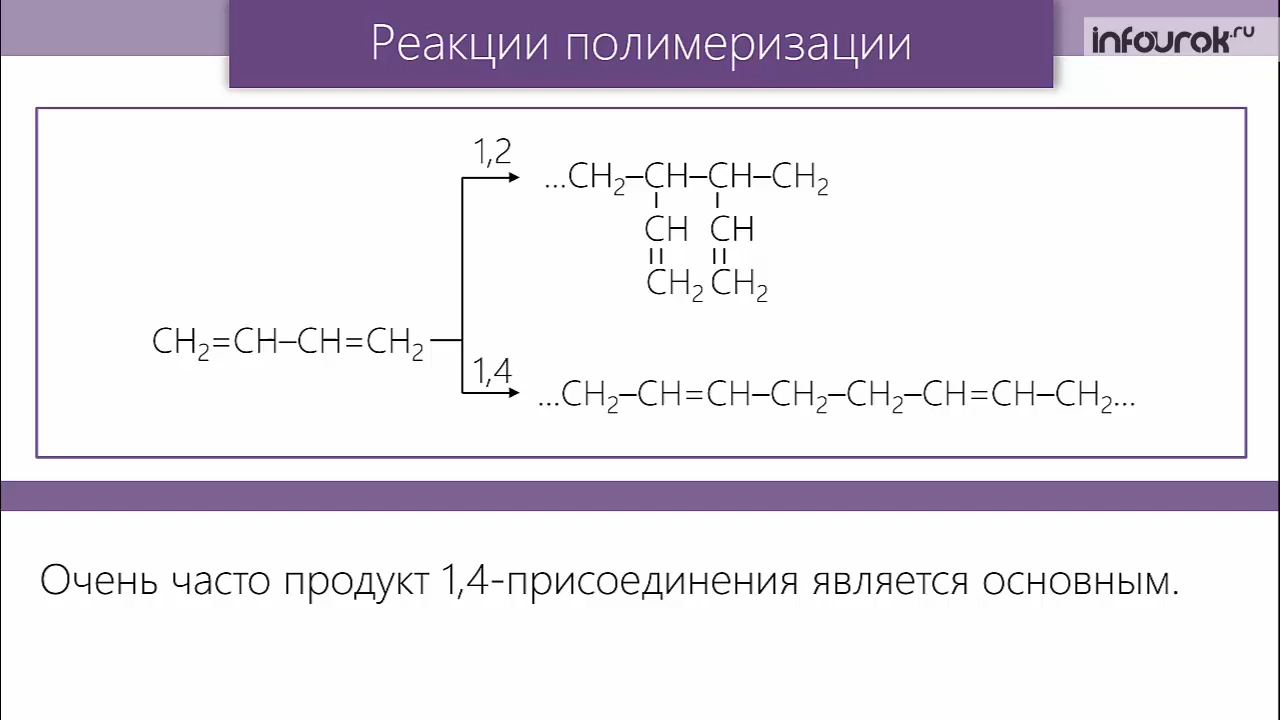 Реакции полимеризации
infourok.ru
1,2
...CH₂–CH–CH–CH₂
CH CH
CH₂ CH₂
CH₂=CH–CH=CH₂
1,4
...CH₂–CH=CH–CH₂–CH₂–CH=CH–CH₂...
Очень часто продукт 1,4-присоединения является основным.